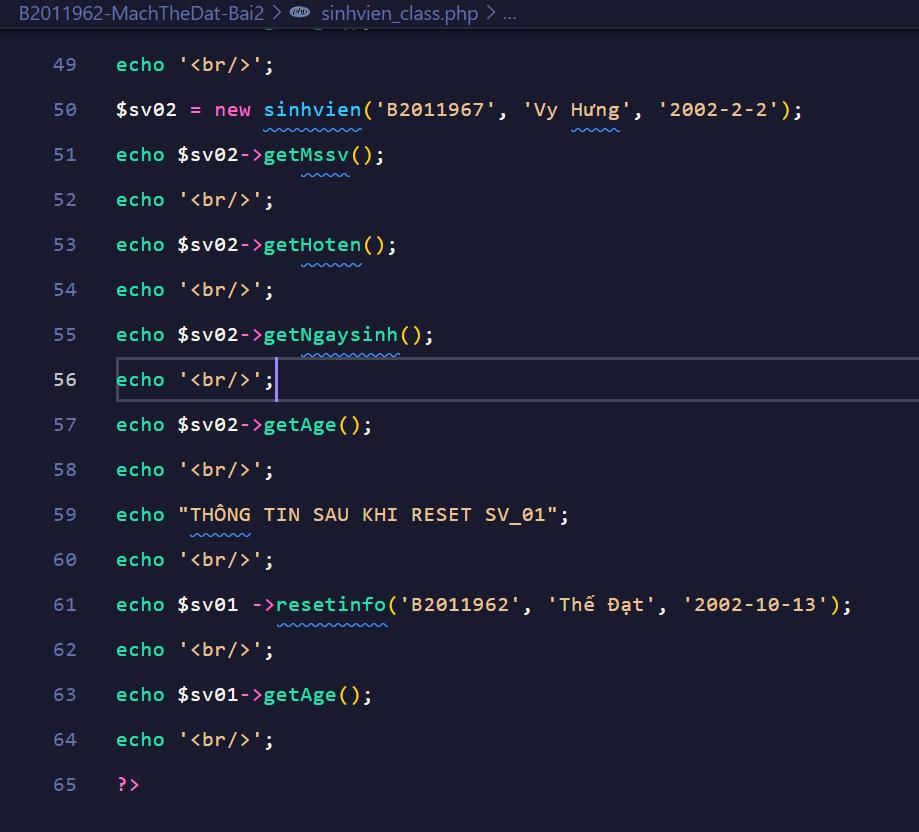 B2011962-MachTheDat-Bai2 > php sinhvien_class.php > ...
49 echo '<br/>';
50 $sv02 = new sinhvien('B2011967', 'Vy Hưng', '2002-2-2');
51 echo $sv02->getMssv();
52 echo '<br/>';
53 echo $sv02->getHoten();
54 echo '<br/>';
55 echo $sv02->getNgaysinh();
56 echo '<br/>';
57 echo $sv02->getAge();
58 echo '<br/>';
59 echo "THÔNG TIN SAU KHI RESET SV_01";
60 echo '<br/>';
61 echo $sv01 ->resetinfo('B2011962', 'Thế Đạt', '2002-10-13');
62 echo '<br/>';
63 echo $sv01->getAge();
64 echo '<br/>';
65 ?>